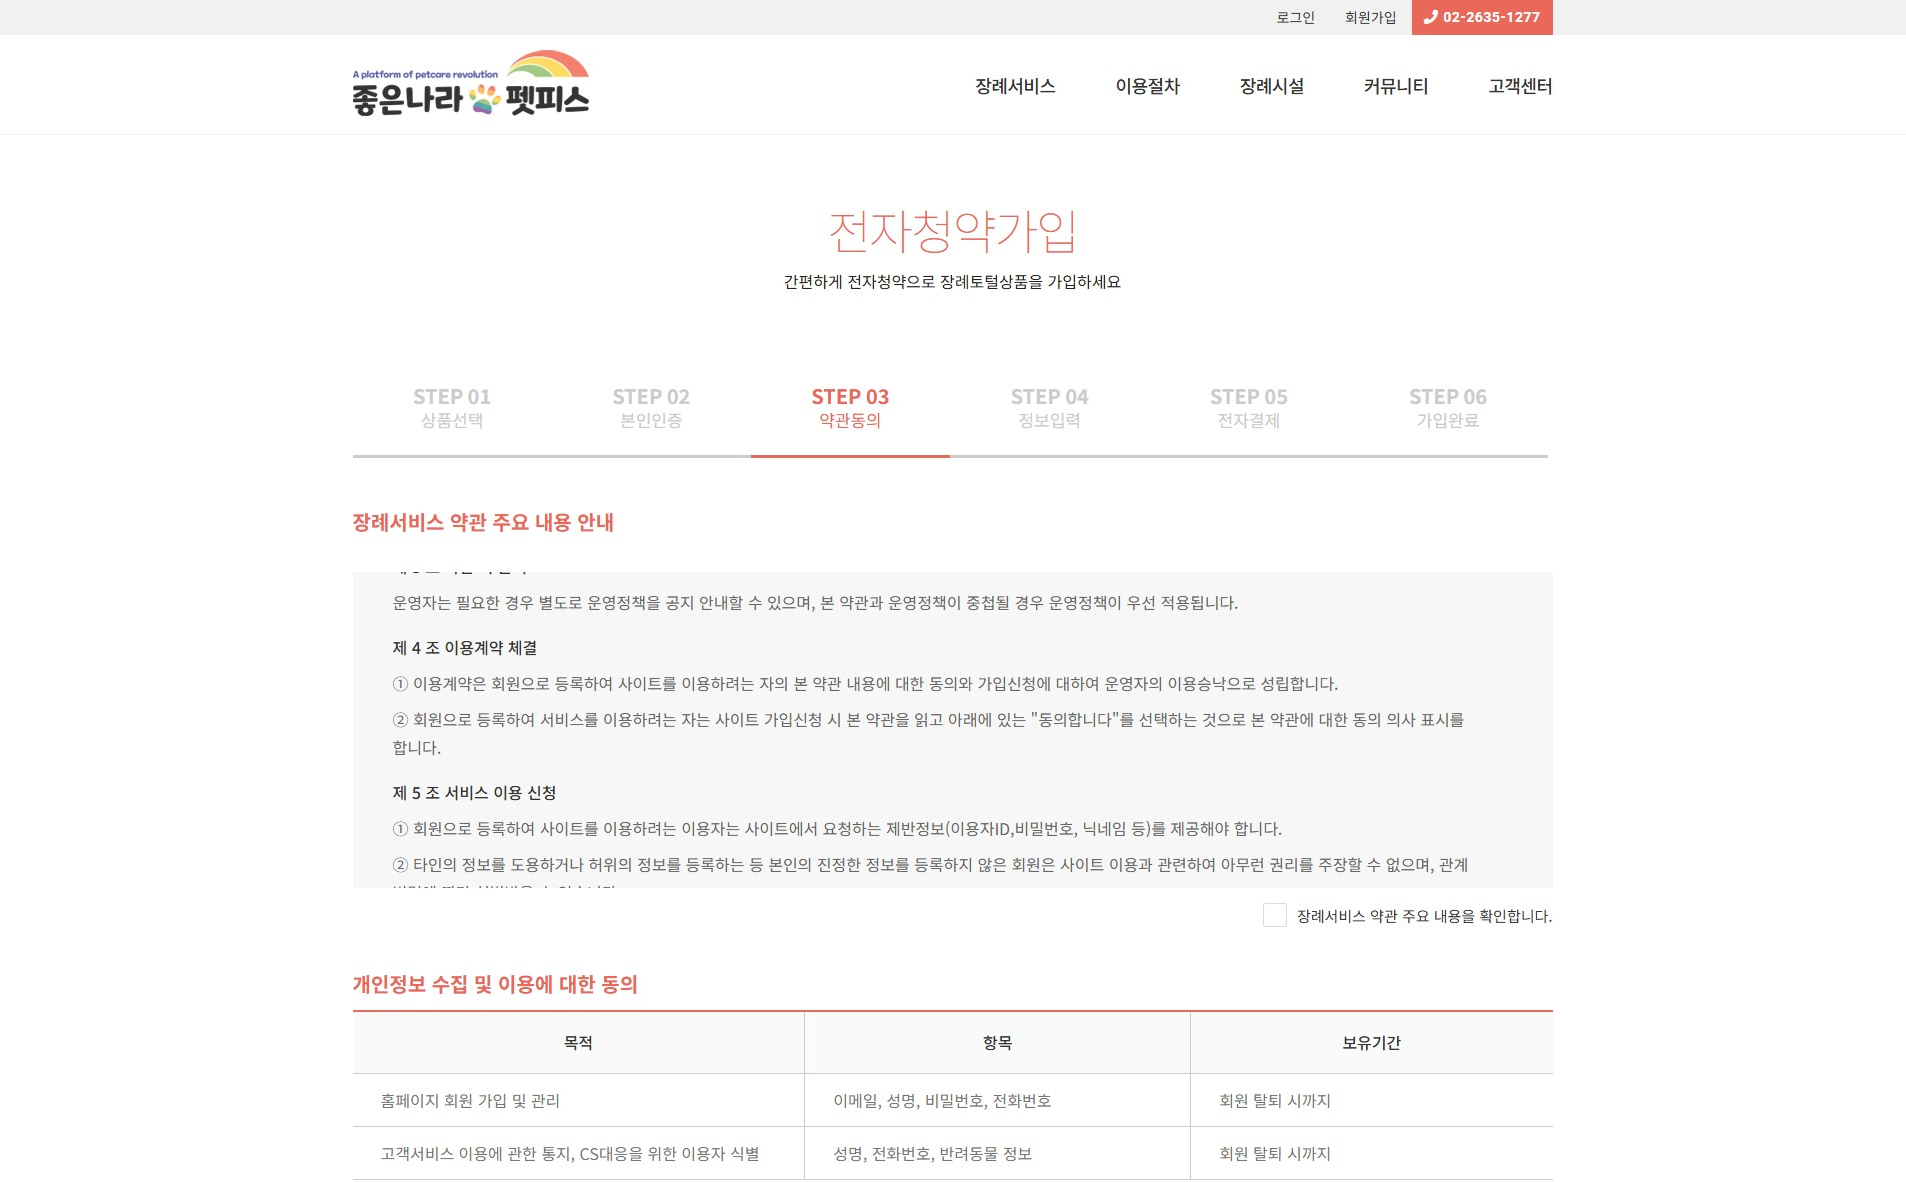 로그인
회원가입
02-2635-1277
A platform of petcare revolution
좋은나라 펫피스
장례서비스
이용절차
장례시설
커뮤니티
고객센터
전자청약가입
간편하게 전자청약으로 장례토털상품을 가입하세요
STEP 01
상품선택
STEP 02
본인인증
STEP 03
약관동의
STEP 04
정보입력
STEP 05
전자결제
STEP 06
가입완료
장례서비스 약관 주요 내용 안내
운영자는 필요한 경우 별도로 운영정책을 공지 안내할 수 있으며, 본 약관과 운영정책이 중첩될 경우 운영정책이 우선 적용됩니다.
제 4 조 이용계약 체결
① 이용계약은 회원으로 등록하여 사이트를 이용하려는 자의 본 약관 내용에 대한 동의와 가입신청에 대하여 운영자의 이용승낙으로 성립합니다.
② 회원으로 등록하여 서비스를 이용하려는 자는 사이트 가입신청 시 본 약관을 읽고 아래에 있는 "동의합니다"를 선택하는 것으로 본 약관에 대한 동의 의사 표시를
합니다.
제 5 조 서비스 이용 신청
① 회원으로 등록하여 사이트를 이용하려는 이용자는 사이트에서 요청하는 제반정보(이용자ID,비밀번호, 닉네임 등)를 제공해야 합니다.
② 타인의 정보를 도용하거나 허위의 정보를 등록하는 등 본인의 진정한 정보를 등록하지 않은 회원은 사이트 이용과 관련하여 아무런 권리를 주장할 수 없으며, 관계
장례서비스 약관 주요 내용을 확인합니다.
개인정보 수집 및 이용에 대한 동의
목적
항목
보유기간
홈페이지 회원 가입 및 관리
이메일, 성명, 비밀번호, 전화번호
회원 탈퇴 시까지
고객서비스 이용에 관한 통지, CS대응을 위한 이용자 식별
성명, 전화번호, 반려동물 정보
회원 탈퇴 시까지